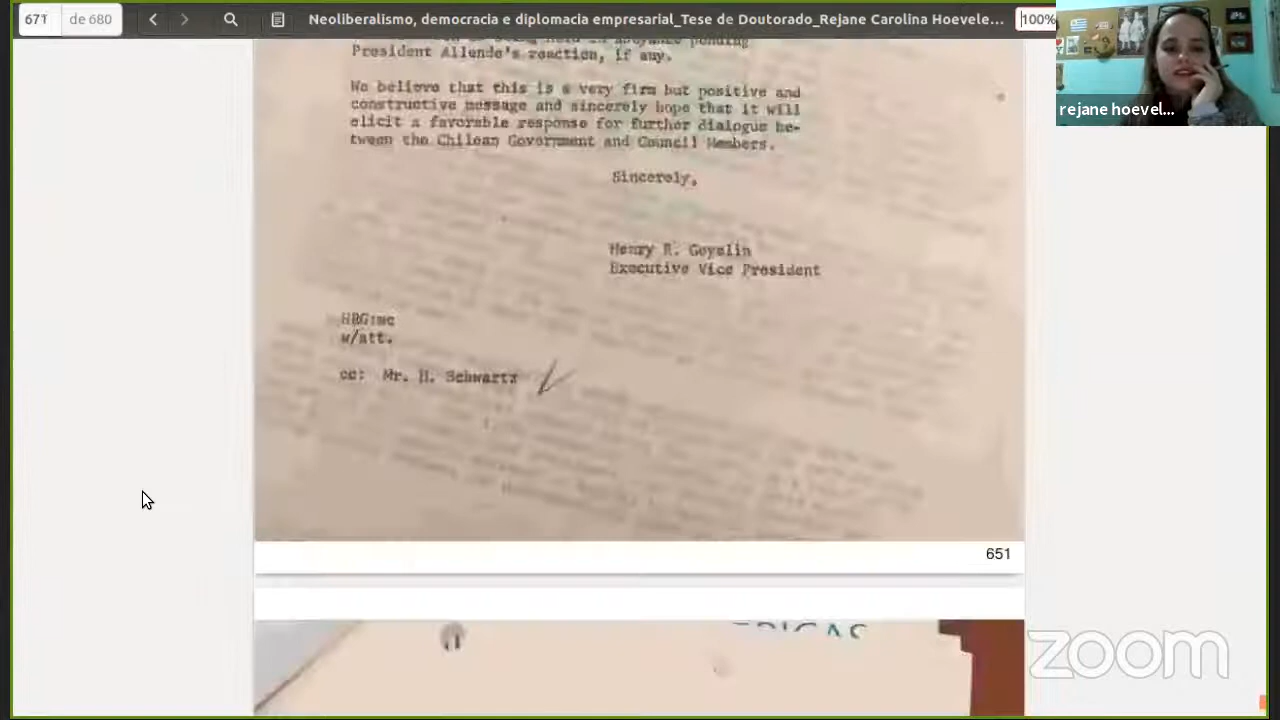 671 de 680
Neoliberalismo, democracia e diplomacia empresarial_Tese de Doutorado_Rejane Carolina Hoevele...
100%
rejane hoevel...
President Allende's reaction, if any.
We believe that this is a very firm but positive and
constructive message and sincerely hope that it will
elicit a favorable response for further dialogue be-
tween the Chilean Government and Council Members.
Sincerely,
Henry R. Geyelin
Executive Vice President
HRG:mc
w/att.
cc: Mr. H. Schwartz
651
zoom